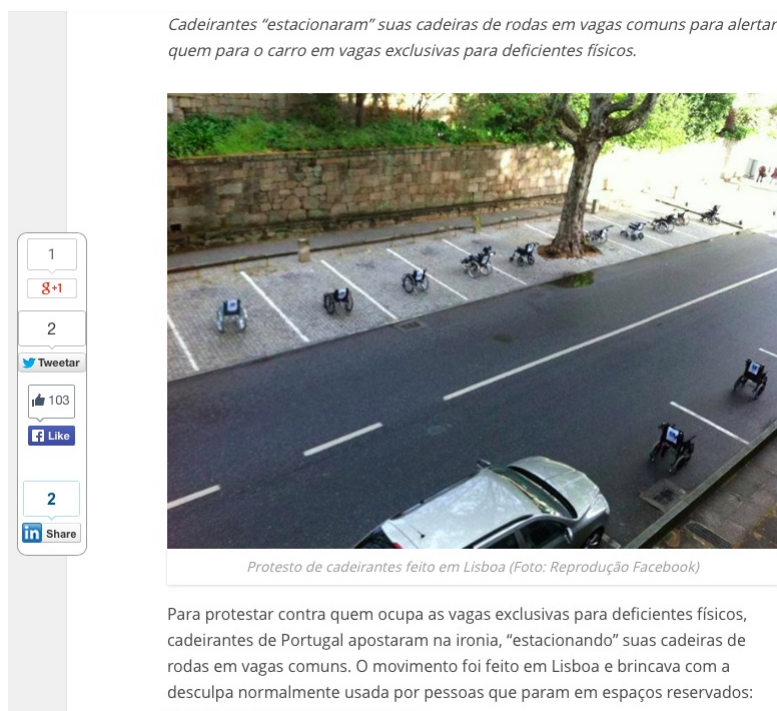 Cadeirantes “estacionaram” suas cadeiras de rodas em vagas comuns para alertar
quem para o carro em vagas exclusivas para deficientes físicos.
1
g+1
2
Tweetar
103
Like
2
in Share
Protesto de cadeirantes feito em Lisboa (Foto: Reprodução Facebook)
Para protestar contra quem ocupa as vagas exclusivas para deficientes físicos,
cadeirantes de Portugal apostaram na ironia, “estacionando” suas cadeiras de
rodas em vagas comuns. O movimento foi feito em Lisboa e brincava com a
desculpa normalmente usada por pessoas que param em espaços reservados: